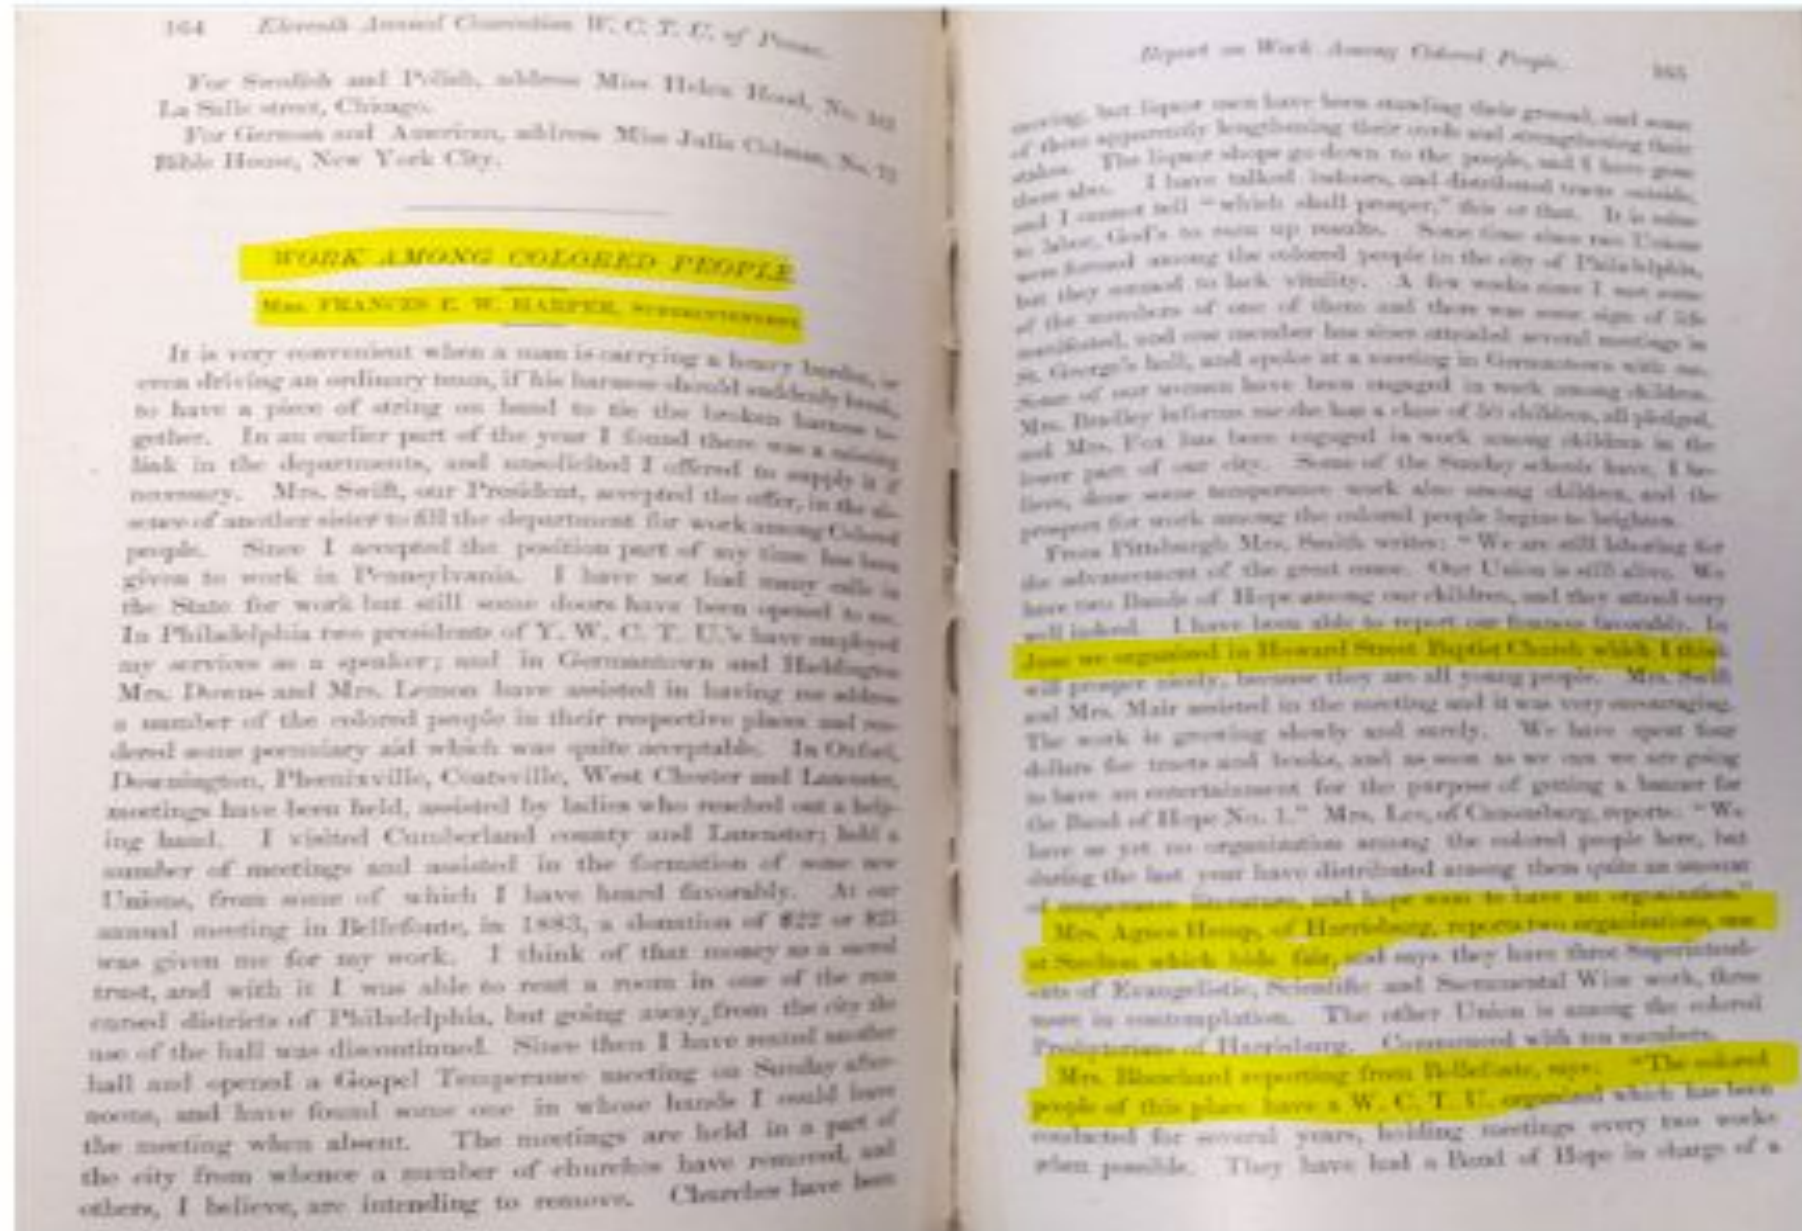 164 Eleventh Annual Convention W. C. T. U. of Penna.
For Swedish and Polish, address Miss Helen Hood, No. 161
La Salle street, Chicago.
For German and American, address Miss Julia Colman, No. 72
Bible House, New York City.
WORK AMONG COLORED PEOPLE
Mrs. FRANCES E. W. HARPER, Superintendent.
It is very convenient when a man is carrying a heavy burden, or
even driving an ordinary team, if his harness should suddenly break,
to have a piece of string on hand to tie the broken harness to-
gether. In an earlier part of the year I found there was a missing
link in the departments, and unsolicited I offered to supply it if
necessary. Mrs. Swift, our President, accepted the offer, in the ab-
sence of another sister to fill the department for work among Colored
people. Since I accepted the position part of my time has been
given to work in Pennsylvania. I have not had many calls in
the State for work but still some doors have been opened to me.
In Philadelphia two presidents of Y. W. C. T. U.'s have employed
my services as a speaker; and in Germantown and Haddington
Mrs. Downs and Mrs. Lemon have assisted in having me address
a number of the colored people in their respective places and ren-
dered some pecuniary aid which was quite acceptable. In Oxford,
Downington, Phoenixville, Coatsville, West Chester and Lancaster,
meetings have been held, assisted by ladies who reached out a help-
ing hand. I visited Cumberland county and Lancaster; held a
number of meetings and assisted in the formation of some new
Unions, from some of which I have heard favorably. At our
annual meeting in Bellefonte, in 1883, a donation of $22 or $23
was given me for my work. I think of that money as a sacred
trust, and with it I was able to rent a room in one of the rum
cursed districts of Philadelphia, but going away from the city the
use of the hall was discontinued. Since then I have rented another
hall and opened a Gospel Temperance meeting on Sunday after-
noons, and have found some one in whose hands I could leave
the meeting when absent. The meetings are held in a part of
the city from whence a number of churches have removed, and
others, I believe, are intending to remove. Churches have been
Report on Work Among Colored People. 165
moving, but liquor men have been standing their ground, and some
of them apparently lengthening their cords and strengthening their
stakes. The liquor shops go down to the people, and I have gone
there also. I have talked indoors, and distributed tracts outside,
and I cannot tell "which shall prosper," this or that. It is mine
to labor, God's to sum up results. Some time since two Unions
were formed among the colored people in the city of Philadelphia,
but they seemed to lack vitality. A few weeks since I met some
of the members of one of them and there was some sign of life
manifested, and one member has since attended several meetings in
St. George's hall, and spoke at a meeting in Germantown with me.
Some of our women have been engaged in work among children.
Mrs. Bradley informs me she has a class of 50 children, all pledged,
and Mrs. Fox has been engaged in work among children in the
lower part of our city. Some of the Sunday schools have, I be-
lieve, done some temperance work also among children, and the
prospect for work among the colored people begins to brighten.
From Pittsburgh Mrs. Smith writes: "We are still laboring for
the advancement of the great cause. Our Union is still alive. We
have two Bands of Hope among our children, and they attend very
well indeed. I have been able to report our finances favorably. In
June we organized in Howard Street Baptist Church which I think
will prosper nicely, because they are all young people. Mrs. Swift
and Mrs. Mair assisted in the meeting and it was very encouraging.
The work is growing slowly and surely. We have spent four
dollars for tracts and books, and as soon as we can we are going
to have an entertainment for the purpose of getting a banner for
the Band of Hope No. 1." Mrs. Lee, of Canonsburg, reports: "We
have as yet no organization among the colored people here, but
during the last year have distributed among them quite an amount
of temperance literature, and hope soon to have an organization."
Mrs. Agnes Hemp, of Harrisburg, reports two organizations, one
at Steelton which bids fair, and says they have three Superintend-
ents of Evangelistic, Scientific and Sacramental Wine work, three
more in contemplation. The other Union is among the colored
Presbyterians of Harrisburg. Commenced with ten members.
Mrs. Blanchard reporting from Bellefonte, says: "The colored
people of this place have a W. C. T. U. organized which has been
conducted for several years, holding meetings every two weeks
when possible. They have had a Band of Hope in charge of a